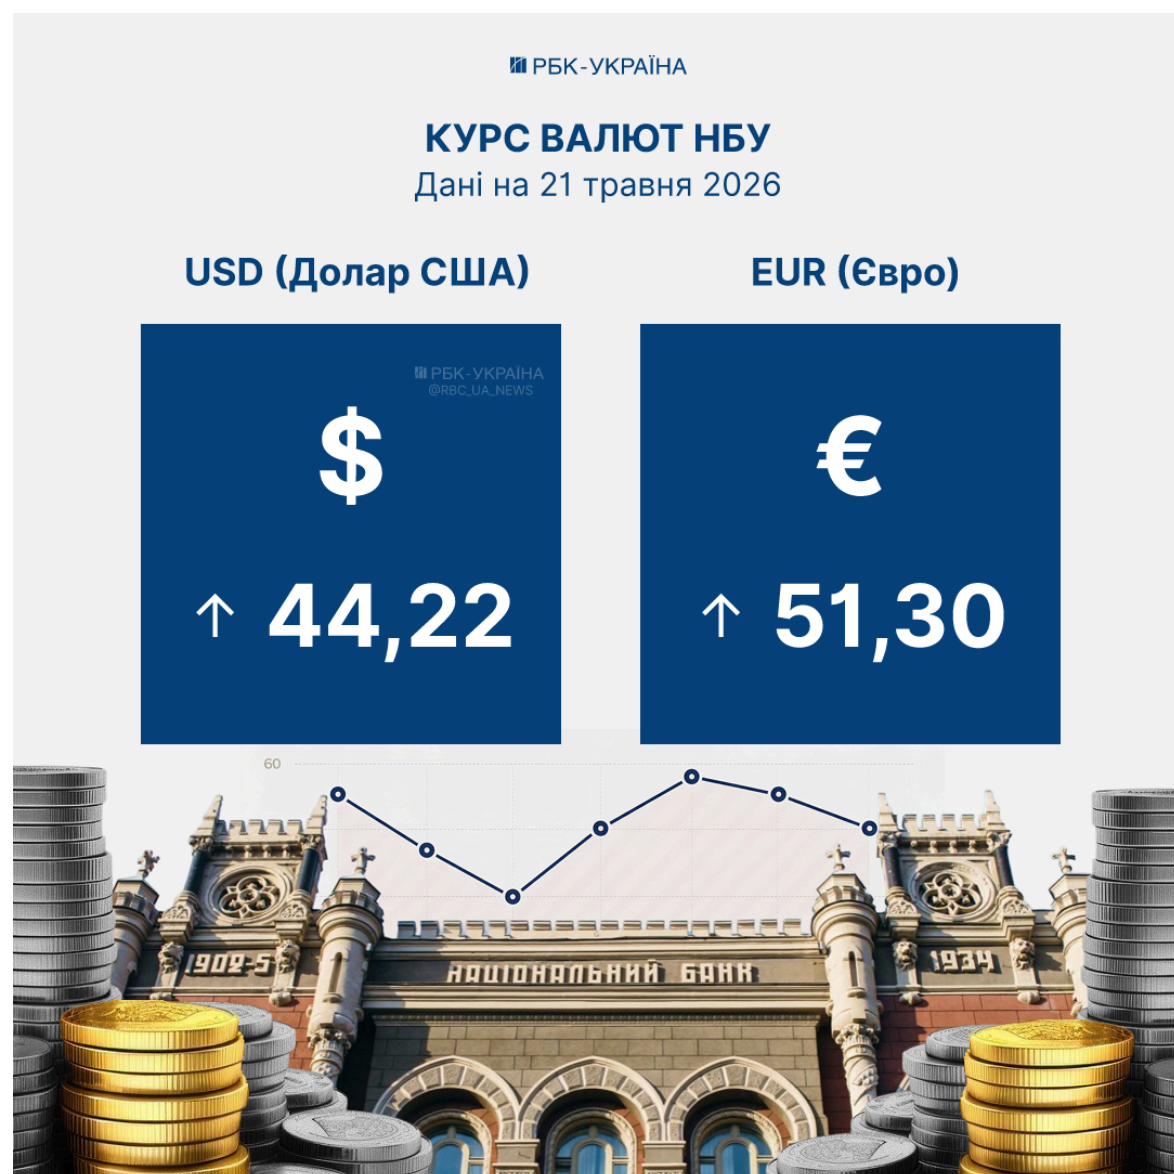 РБК-УКРАЇНА
КУРС ВАЛЮТ НБУ
Дані на 21 травня 2026
USD (Долар США)
EUR (Євро)
РБК-УКРАЇНА
@RBC_UA_NEWS
$
€
↑ 44,22
↑ 51,30
60
1902-5
НАЦІОНАЛЬНИЙ БАНК
1934